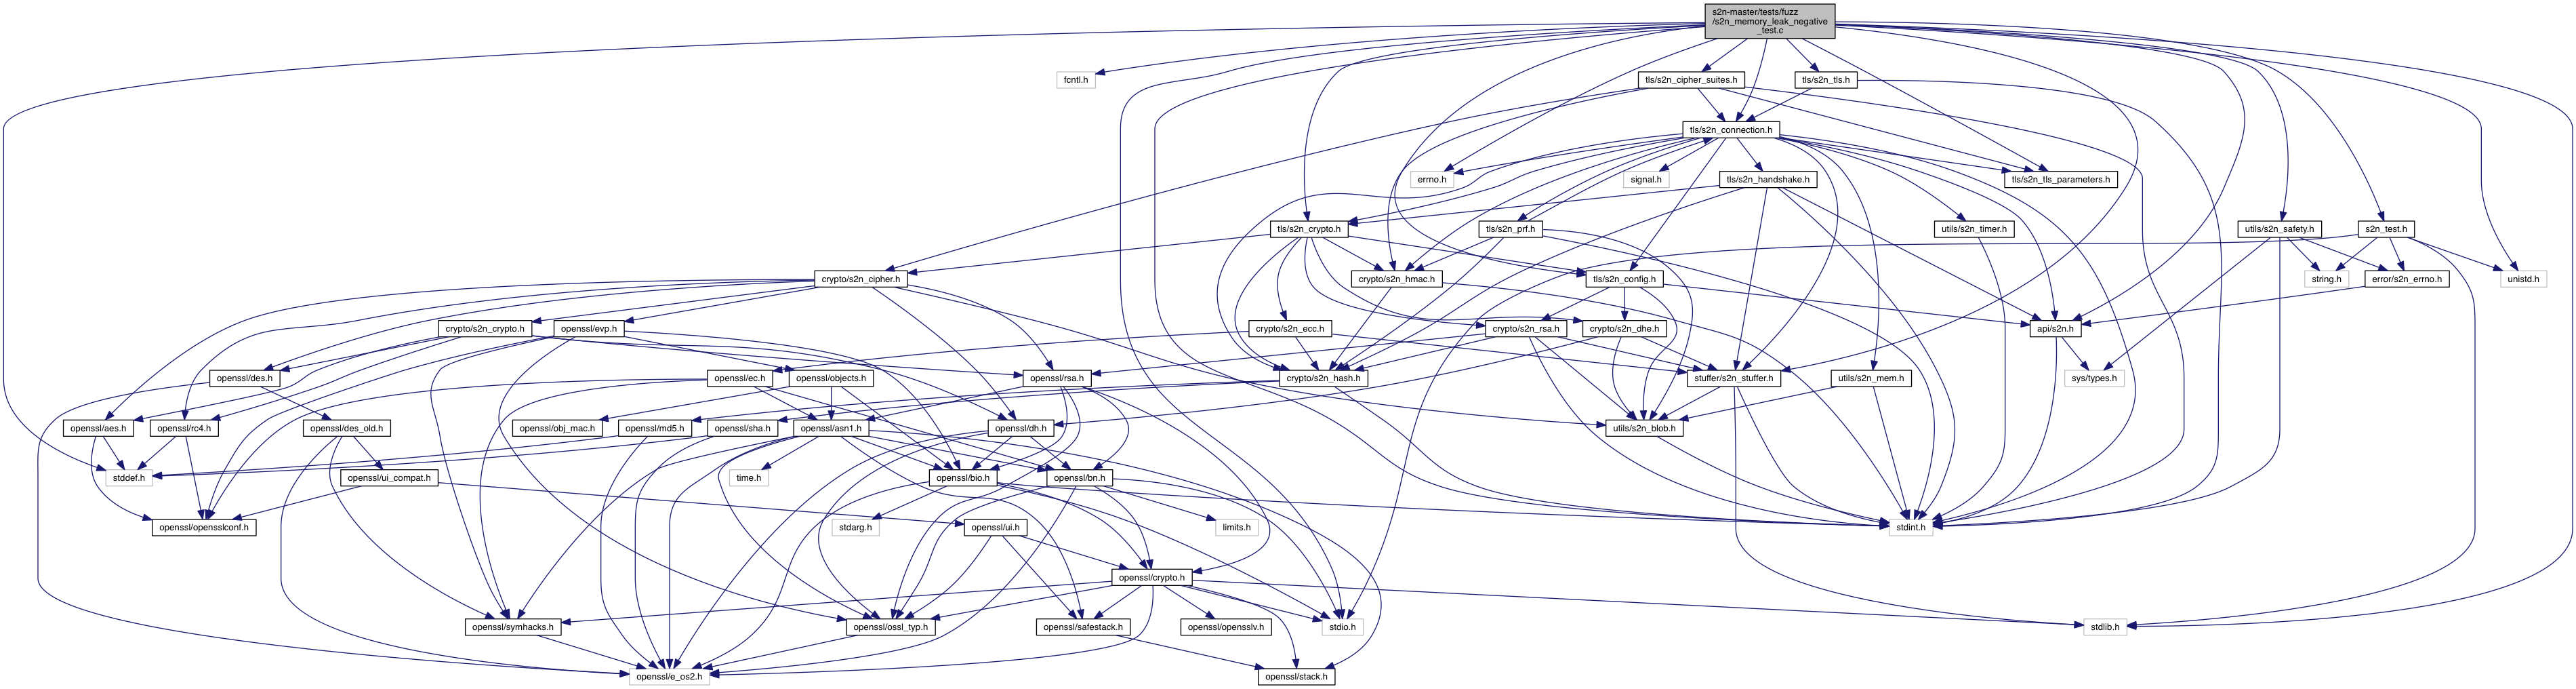 s2n-master/tests/fuzz
/s2n_memory_leak_negative
_test.c
fcntl.h
tls/s2n_cipher_suites.h
tls/s2n_tls.h
tls/s2n_connection.h
errno.h
signal.h
tls/s2n_handshake.h
tls/s2n_tls_parameters.h
tls/s2n_crypto.h
tls/s2n_prf.h
utils/s2n_timer.h
utils/s2n_safety.h
s2n_test.h
crypto/s2n_cipher.h
crypto/s2n_hmac.h
tls/s2n_config.h
string.h
error/s2n_errno.h
unistd.h
crypto/s2n_crypto.h
openssl/evp.h
crypto/s2n_ecc.h
crypto/s2n_rsa.h
crypto/s2n_dhe.h
api/s2n.h
openssl/des.h
openssl/ec.h
openssl/objects.h
openssl/rsa.h
crypto/s2n_hash.h
stuffer/s2n_stuffer.h
utils/s2n_mem.h
sys/types.h
openssl/aes.h
openssl/rc4.h
openssl/des_old.h
openssl/obj_mac.h
openssl/md5.h
openssl/sha.h
openssl/asn1.h
openssl/dh.h
utils/s2n_blob.h
stddef.h
openssl/ui_compat.h
time.h
openssl/bio.h
openssl/bn.h
openssl/opensslconf.h
stdarg.h
openssl/ui.h
limits.h
stdint.h
openssl/crypto.h
openssl/symhacks.h
openssl/ossl_typ.h
openssl/safestack.h
openssl/opensslv.h
stdio.h
stdlib.h
openssl/e_os2.h
openssl/stack.h